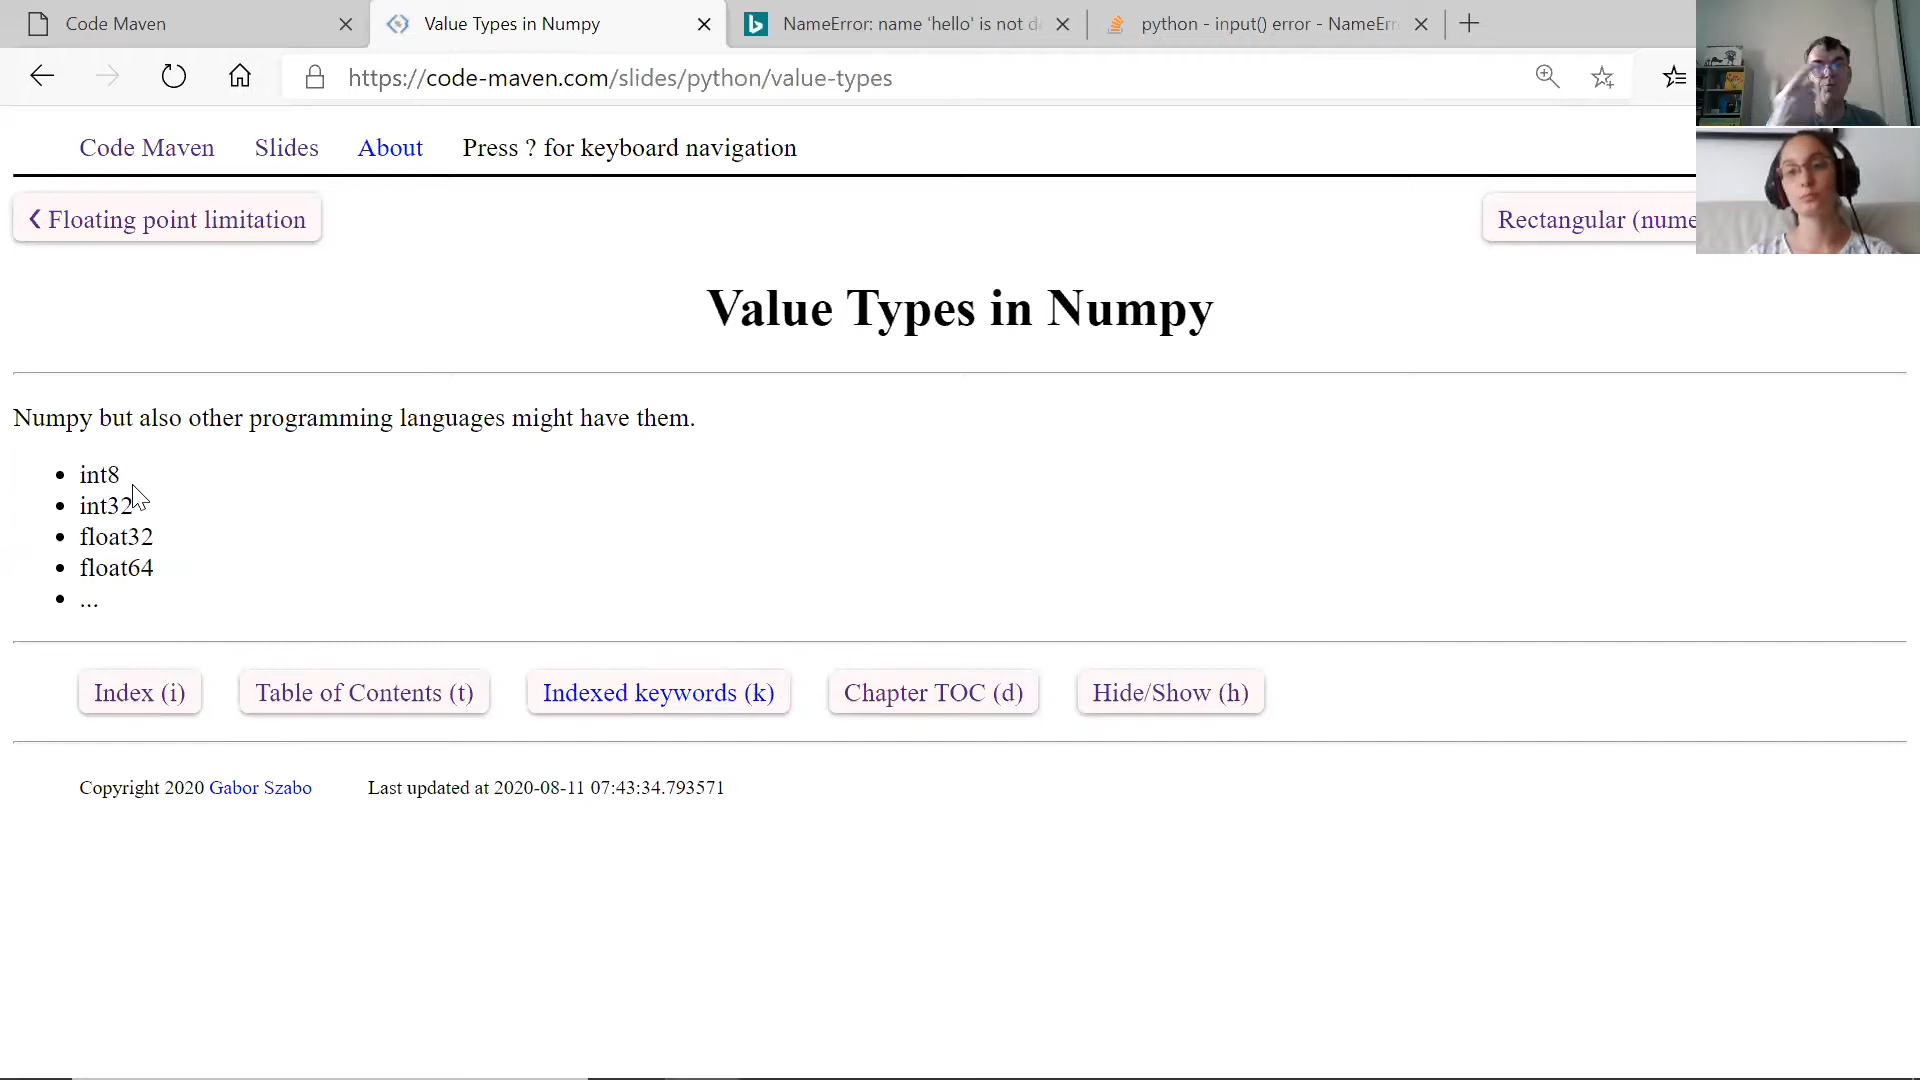 Code Maven
Value Types in Numpy
NameError: name 'hello' is not d
python - input() error - NameErr
https://code-maven.com/slides/python/value-types
Code Maven Slides About Press ? for keyboard navigation
❮ Floating point limitation
Rectangular (nume
Value Types in Numpy
Numpy but also other programming languages might have them.
• int8
• int32
• float32
• float64
• ...
Index (i) Table of Contents (t) Indexed keywords (k) Chapter TOC (d) Hide/Show (h)
Copyright 2020 Gabor Szabo Last updated at 2020-08-11 07:43:34.793571